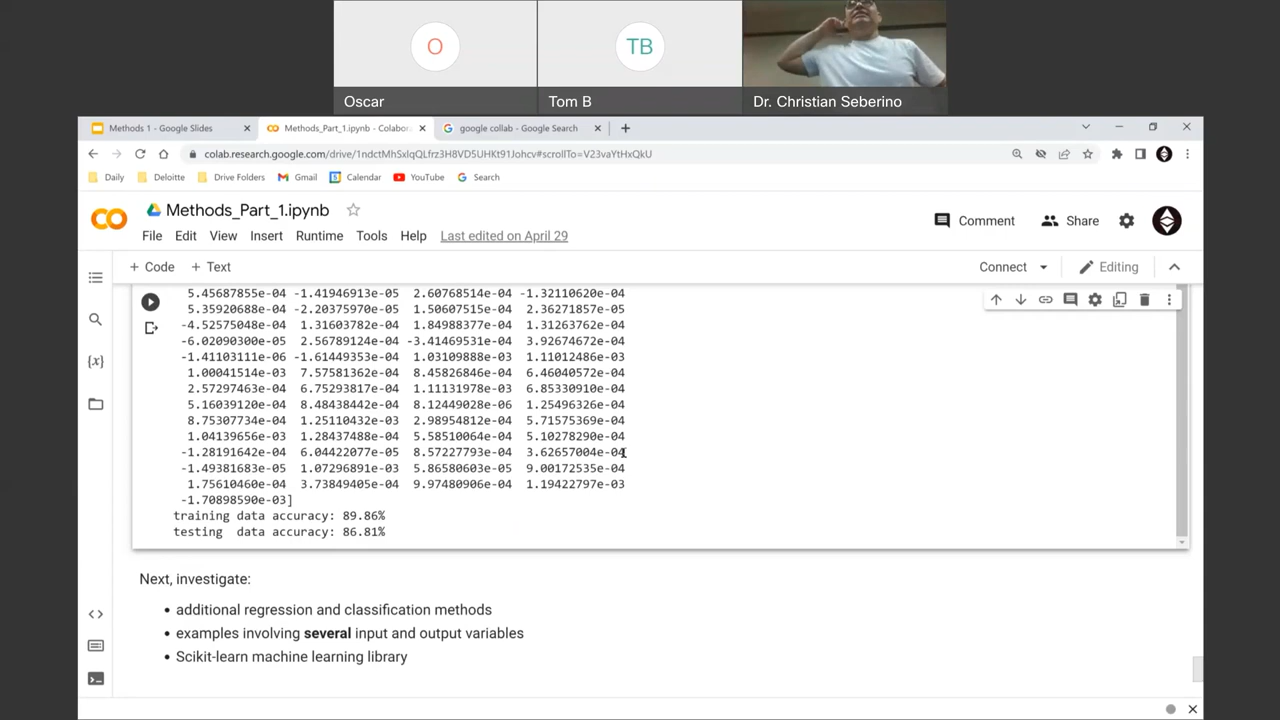 O
TB
Oscar
Tom B
Dr. Christian Seberino
Methods 1 - Google Slides
Methods_Part_1.ipynb - Colabora
google collab - Google Search
colab.research.google.com/drive/1ndctMhSxlqQLfrz3H8VD5UHKt91Johcv#scrollTo=V23vaYtHxQkU
Daily
Deloitte
Drive Folders
Gmail
Calendar
YouTube
Search
Methods_Part_1.ipynb
File Edit View Insert Runtime Tools Help Last edited on April 29
Comment
Share
+ Code + Text
Connect
Editing
5.45687855e-04 -1.41946913e-05 2.60768514e-04 -1.32110620e-04
5.35920688e-04 -2.20375970e-05 1.50607515e-04 2.36271857e-05
-4.52575048e-04 1.31603782e-04 1.84988377e-04 1.31263762e-04
-6.02090300e-05 2.56789124e-04 -3.41469531e-04 3.92674672e-04
-1.41103111e-06 -1.61449353e-04 1.03109888e-03 1.11012486e-03
1.00041514e-03 7.57581362e-04 8.45826846e-04 6.46040572e-04
2.57297463e-04 6.75293817e-04 1.11131978e-03 6.85330910e-04
5.16039120e-04 8.48438442e-04 8.12449028e-06 1.25496326e-04
8.75307734e-04 1.25110432e-03 2.98954812e-04 5.71575369e-04
1.04139656e-03 1.28437488e-04 5.58510064e-04 5.10278290e-04
-1.28191642e-04 6.04422077e-05 8.57227793e-04 3.62657004e-04
-1.49381683e-05 1.07296891e-03 5.86580603e-05 9.00172535e-04
1.75610460e-04 3.73849405e-04 9.97480906e-04 1.19422797e-03
-1.70898590e-03]
training data accuracy: 89.86%
testing data accuracy: 86.81%
Next, investigate:
• additional regression and classification methods
• examples involving several input and output variables
• Scikit-learn machine learning library